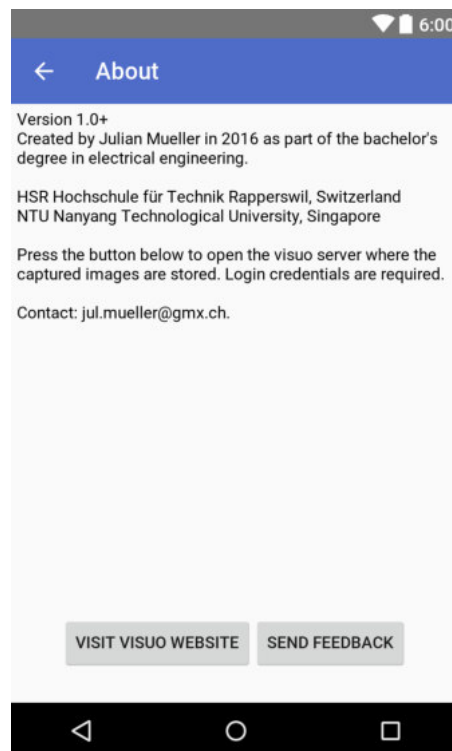 6:00
About
Version 1.0+
Created by Julian Mueller in 2016 as part of the bachelor's
degree in electrical engineering.
HSR Hochschule für Technik Rapperswil, Switzerland
NTU Nanyang Technological University, Singapore
Press the button below to open the visuo server where the
captured images are stored. Login credentials are required.
Contact: jul.mueller@gmx.ch.
VISIT VISUO WEBSITE SEND FEEDBACK